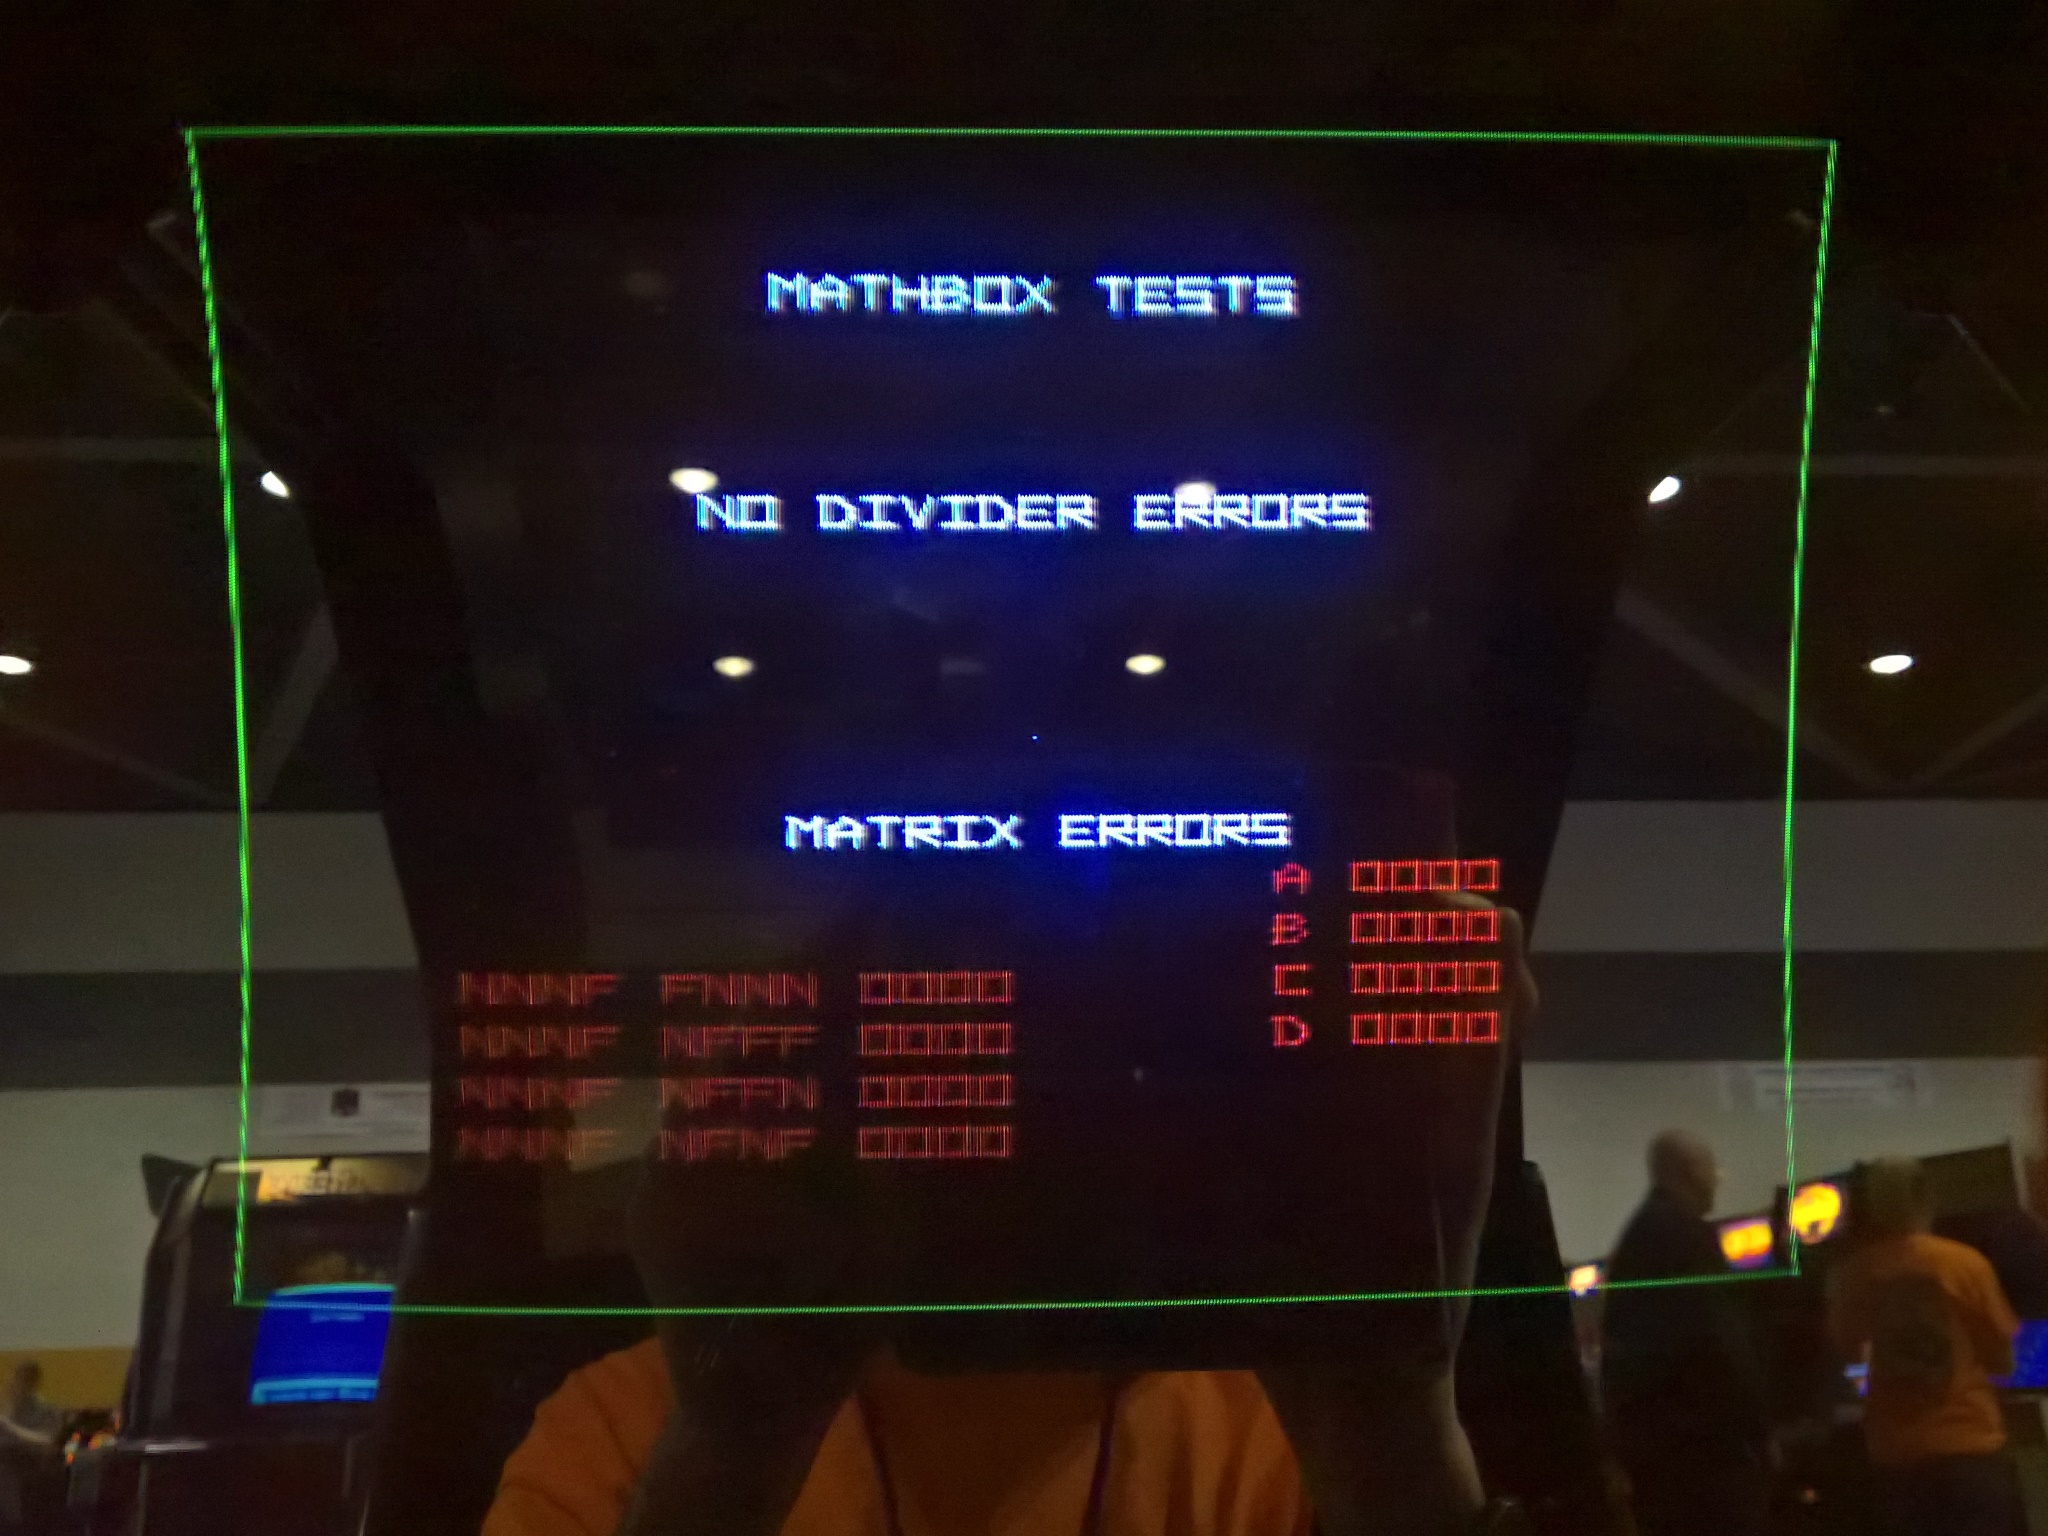 MATHBOX TESTS
NO DIVIDER ERRORS
MATRIX ERRORS
A 0000
B 0000
C 0000
D 0000
NNNF FNNN 0000
NNNF NFFF 0000
NNNF NFFN 0000
NNNF NFNF 0000